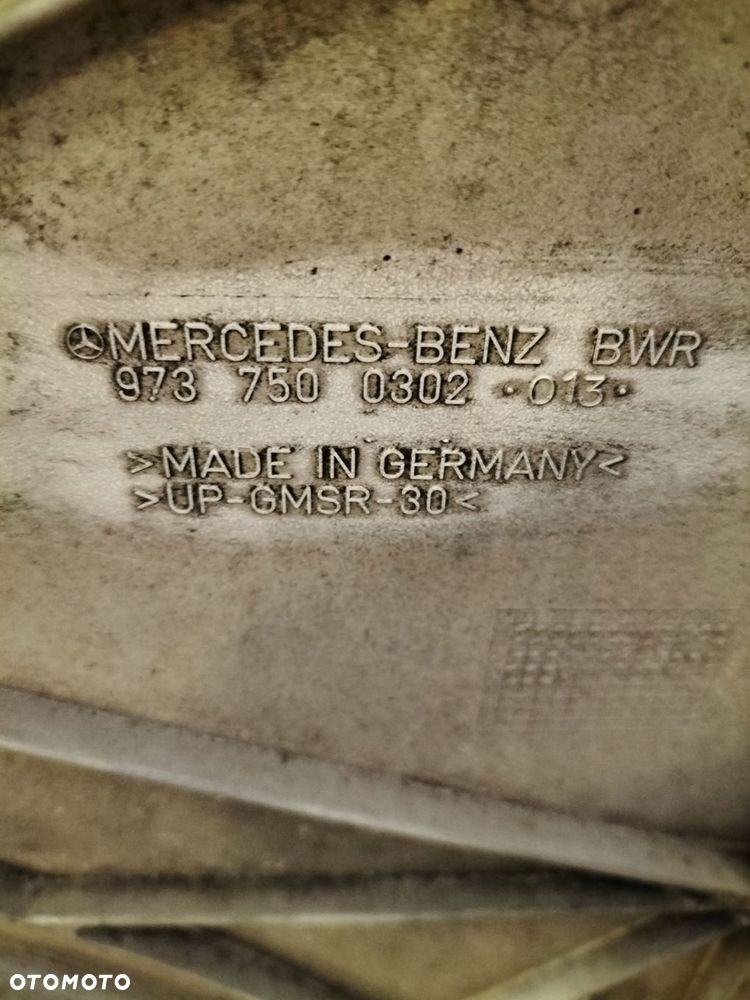 MERCEDES-BENZ BWR
973 750 0302 •013•
>MADE IN GERMANY<
>UP-GMSR-30<
OTOMOTO